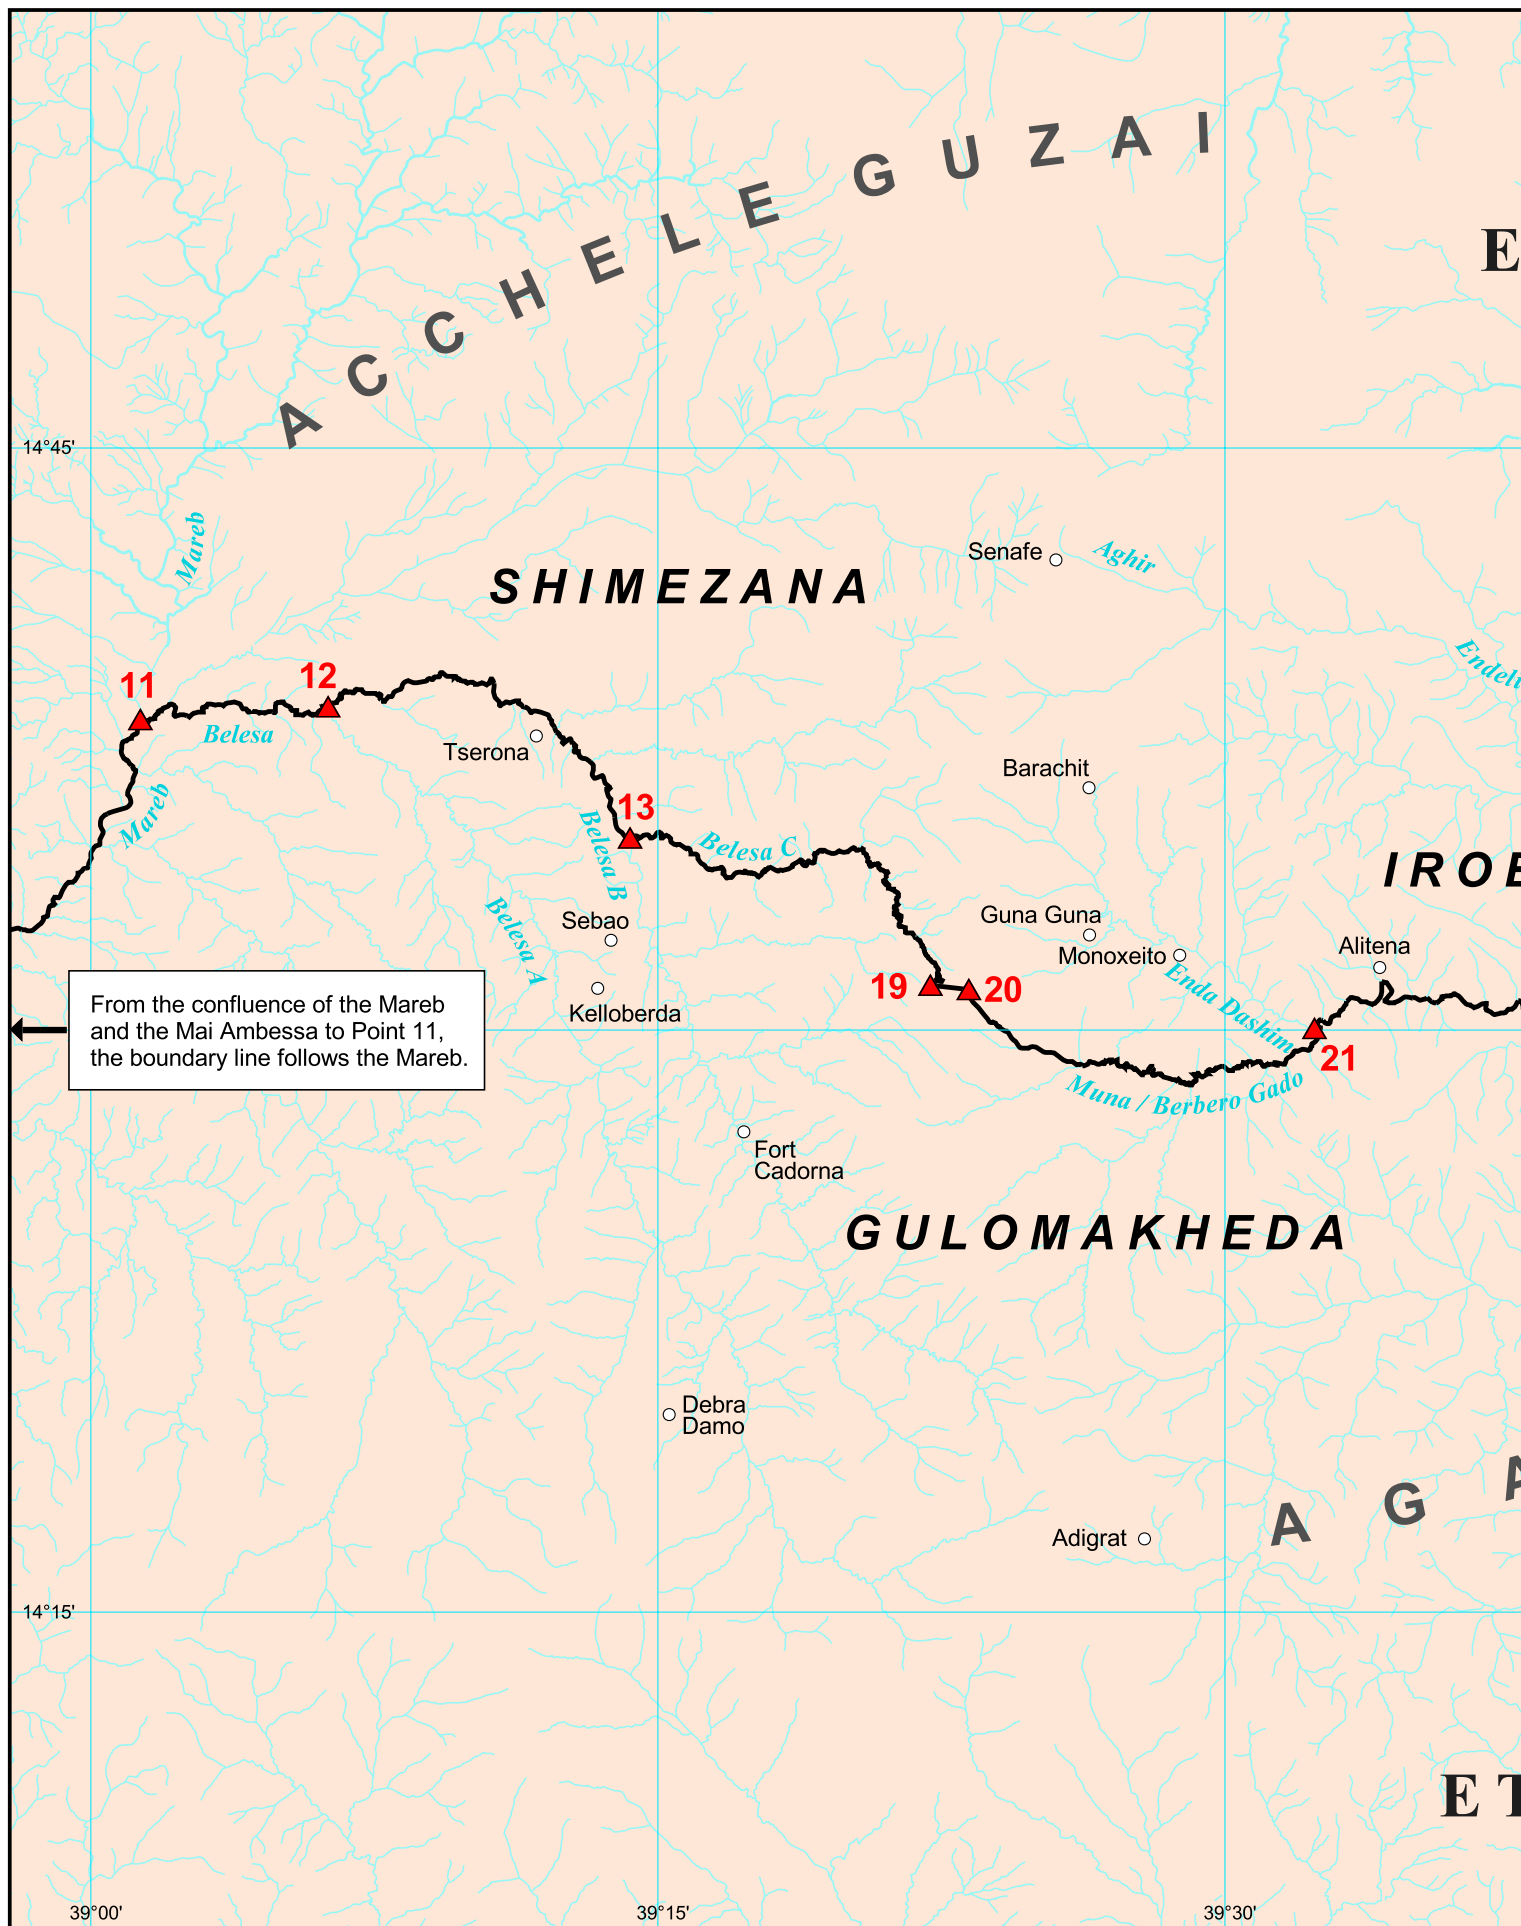 ACCHELE GUZAI
E
14°45'
Mareb
Senafe
Aghir
SHIMEZANA
Endeli
11
12
Belesa
Tserona
Barachit
Mareb
13
Belesa B
Belesa C
IROB
Belesa A
Sebao
Guna Guna
Monoxeito
Alitena
Enda Dashim
19
20
Kelloberda
From the confluence of the Mareb
and the Mai Ambessa to Point 11,
the boundary line follows the Mareb.
21
Muna / Berbero Gado
Fort
Cadorna
GULOMAKHEDA
Debra
Damo
A G A
Adigrat
14°15'
E T
39°00'
39°15'
39°30'